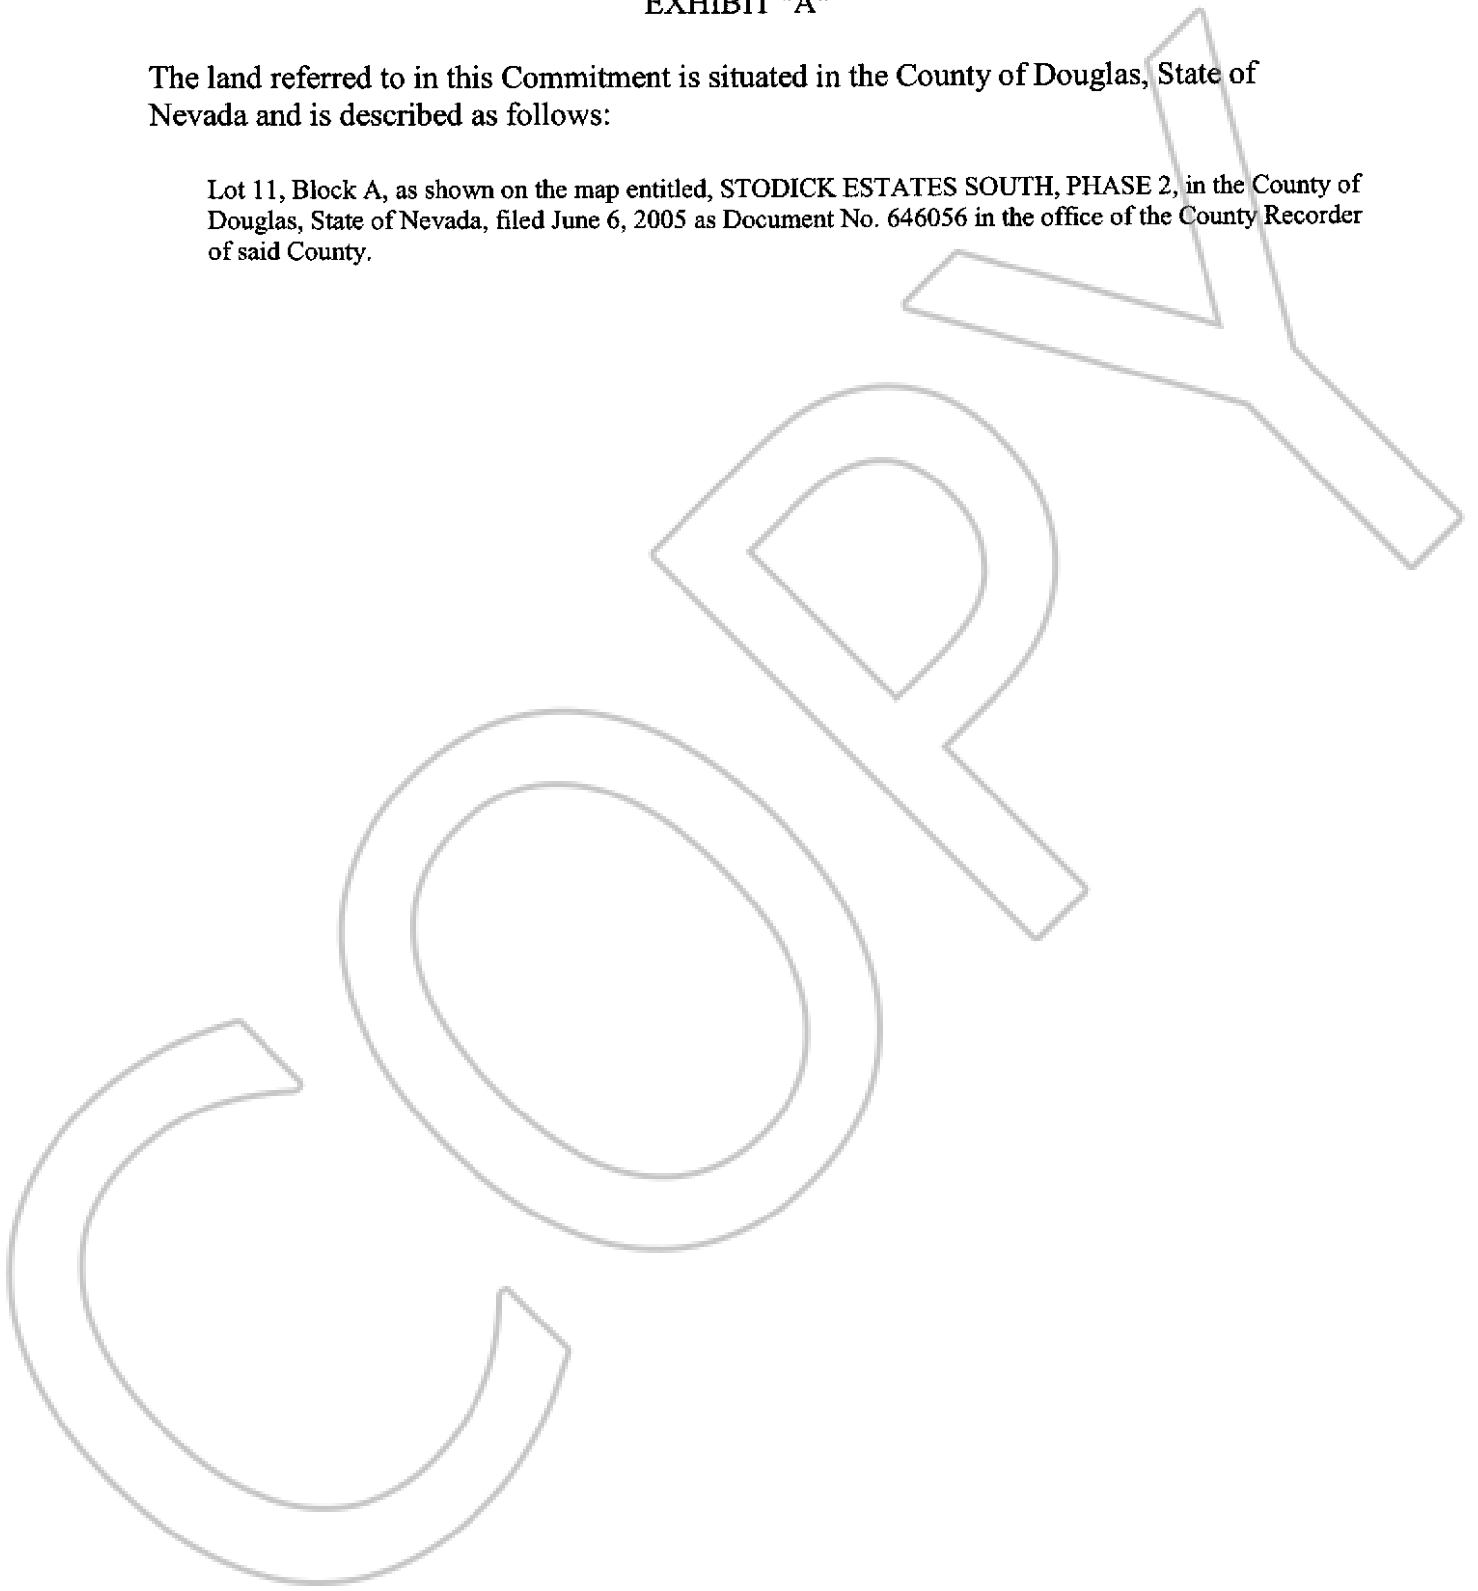 EXHIBIT "A"
The land referred to in this Commitment is situated in the County of Douglas, State of
Nevada and is described as follows:
Lot 11, Block A, as shown on the map entitled, STODICK ESTATES SOUTH, PHASE 2, in the County of
Douglas, State of Nevada, filed June 6, 2005 as Document No. 646056 in the office of the County Recorder
of said County.
COPY